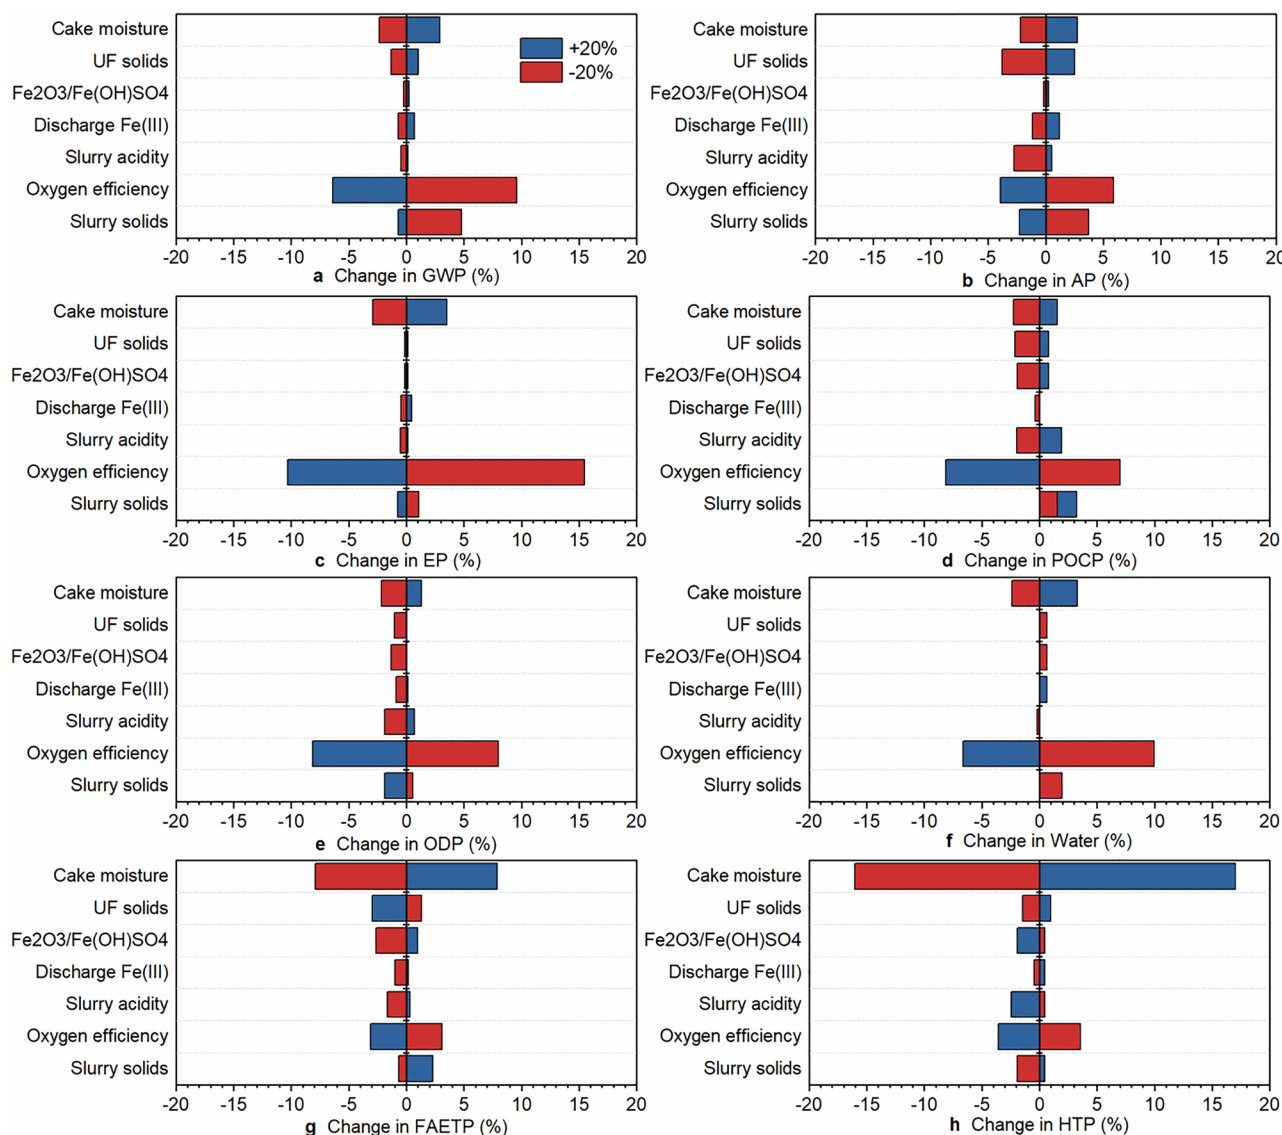 Cake moisture
UF solids
Fe2O3/Fe(OH)SO4
Discharge Fe(III)
Slurry acidity
Oxygen efficiency
Slurry solids
+20%
-20%
-20 -15 -10 -5 0 5 10 15 20
a Change in GWP (%)
Cake moisture
UF solids
Fe2O3/Fe(OH)SO4
Discharge Fe(III)
Slurry acidity
Oxygen efficiency
Slurry solids
-20 -15 -10 -5 0 5 10 15 20
b Change in AP (%)
Cake moisture
UF solids
Fe2O3/Fe(OH)SO4
Discharge Fe(III)
Slurry acidity
Oxygen efficiency
Slurry solids
-20 -15 -10 -5 0 5 10 15 20
c Change in EP (%)
Cake moisture
UF solids
Fe2O3/Fe(OH)SO4
Discharge Fe(III)
Slurry acidity
Oxygen efficiency
Slurry solids
-20 -15 -10 -5 0 5 10 15 20
d Change in POCP (%)
Cake moisture
UF solids
Fe2O3/Fe(OH)SO4
Discharge Fe(III)
Slurry acidity
Oxygen efficiency
Slurry solids
-20 -15 -10 -5 0 5 10 15 20
e Change in ODP (%)
Cake moisture
UF solids
Fe2O3/Fe(OH)SO4
Discharge Fe(III)
Slurry acidity
Oxygen efficiency
Slurry solids
-20 -15 -10 -5 0 5 10 15 20
f Change in Water (%)
Cake moisture
UF solids
Fe2O3/Fe(OH)SO4
Discharge Fe(III)
Slurry acidity
Oxygen efficiency
Slurry solids
-20 -15 -10 -5 0 5 10 15 20
g Change in FAETP (%)
Cake moisture
UF solids
Fe2O3/Fe(OH)SO4
Discharge Fe(III)
Slurry acidity
Oxygen efficiency
Slurry solids
-20 -15 -10 -5 0 5 10 15 20
h Change in HTP (%)